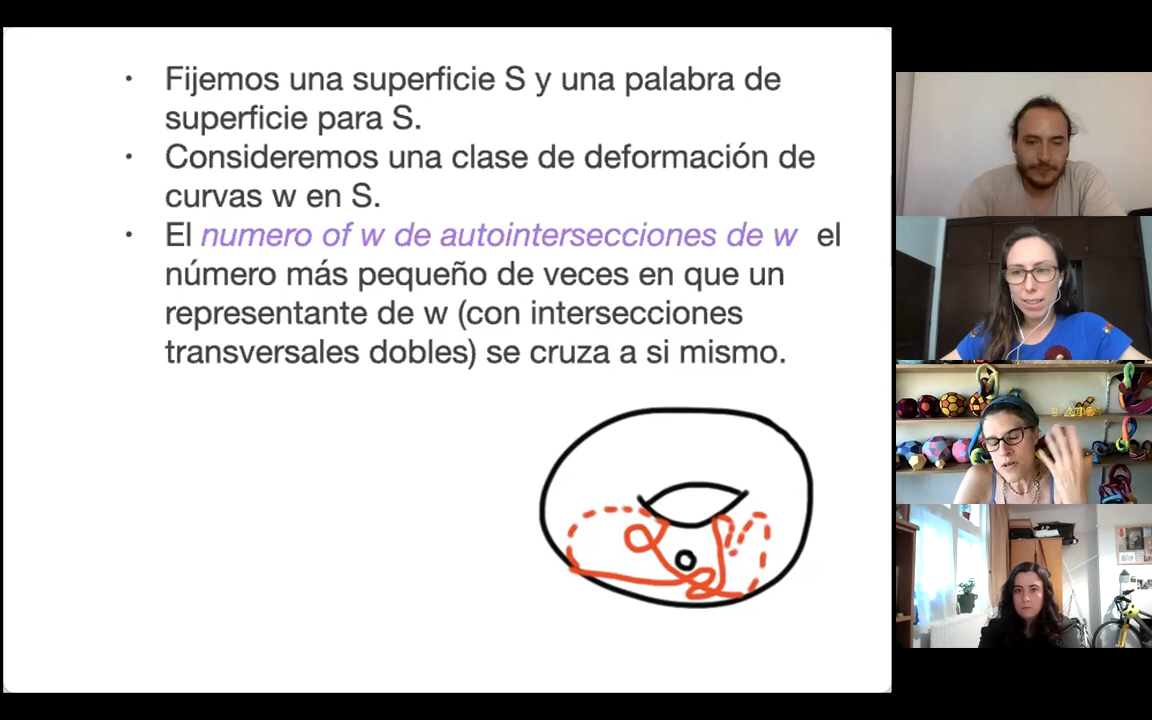 Fijemos una superficie S y una palabra de
superficie para S.
Consideremos una clase de deformación de
curvas w en S.
El numero of w de autointersecciones de w el
número más pequeño de veces en que un
representante de w (con intersecciones
transversales dobles) se cruza a si mismo.